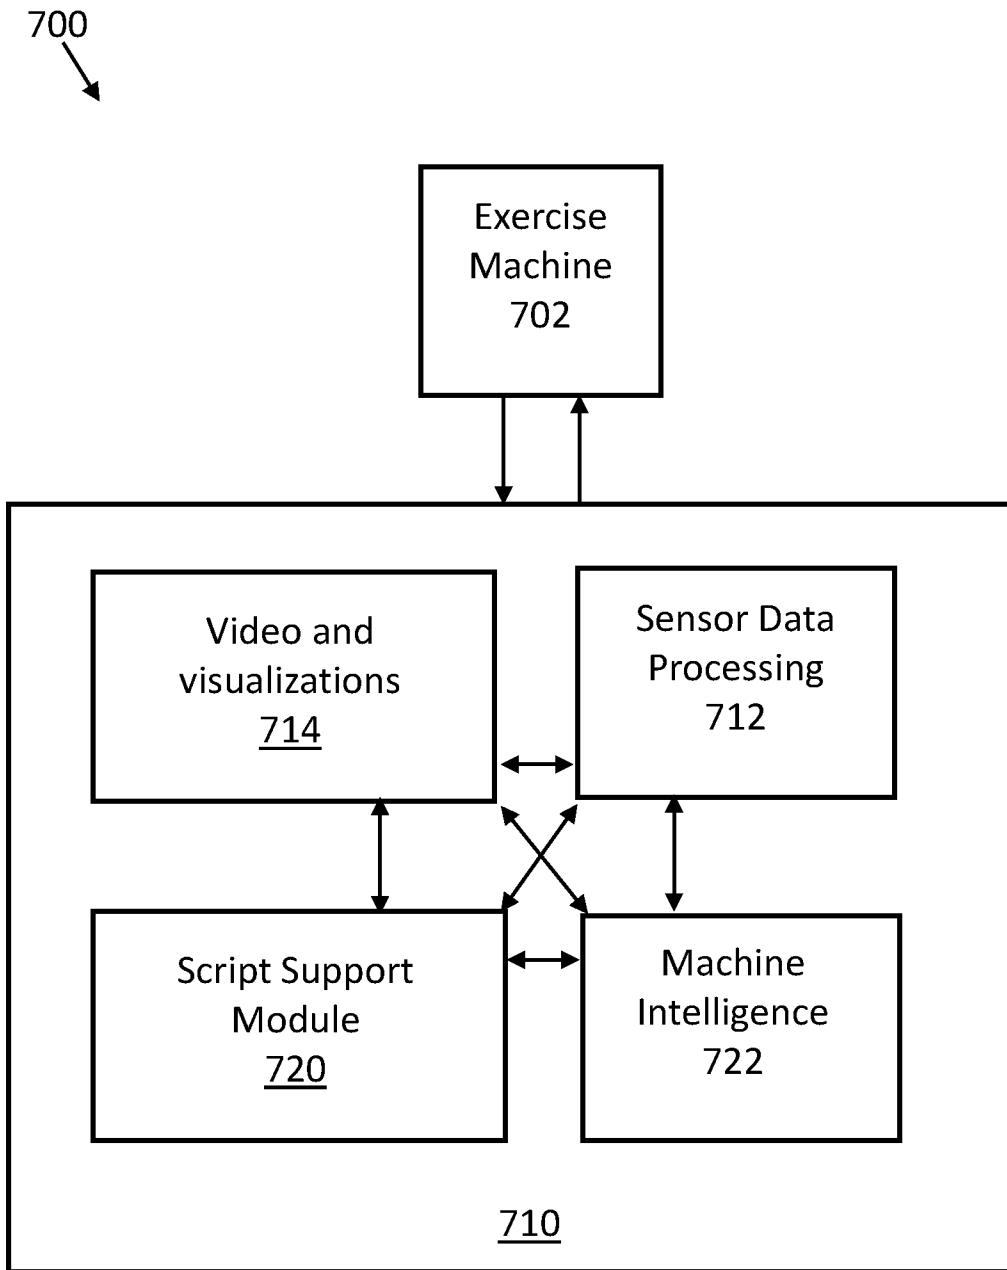 700
Exercise
Machine
702
Video and
visualizations
714
Sensor Data
Processing
712
Script Support
Module
720
Machine
Intelligence
722
710